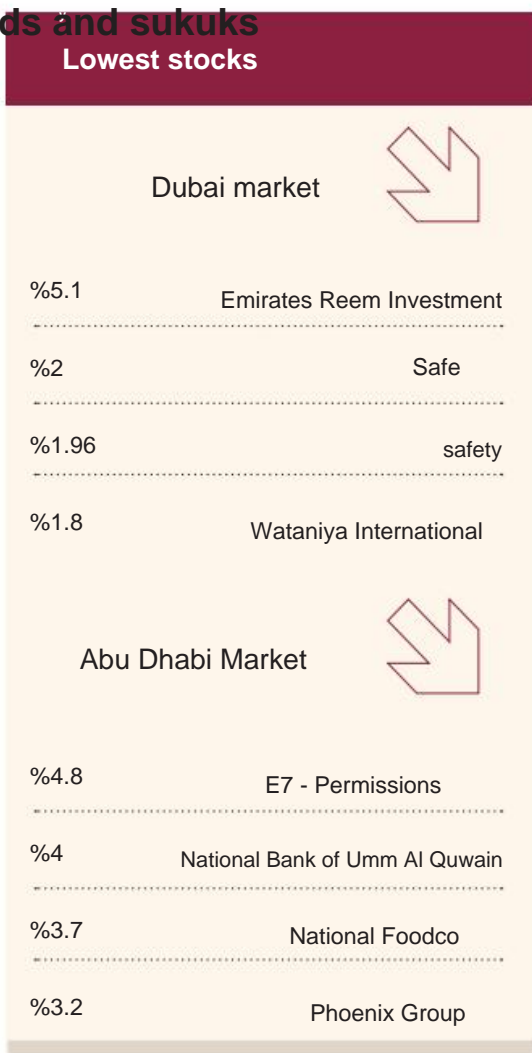 ds and sukuks
Lowest stocks
Dubai market
%5.1 Emirates Reem Investment
%2 Safe
%1.96 safety
%1.8 Wataniya International
Abu Dhabi Market
%4.8 E7 - Permissions
%4 National Bank of Umm Al Quwain
%3.7 National Foodco
%3.2 Phoenix Group